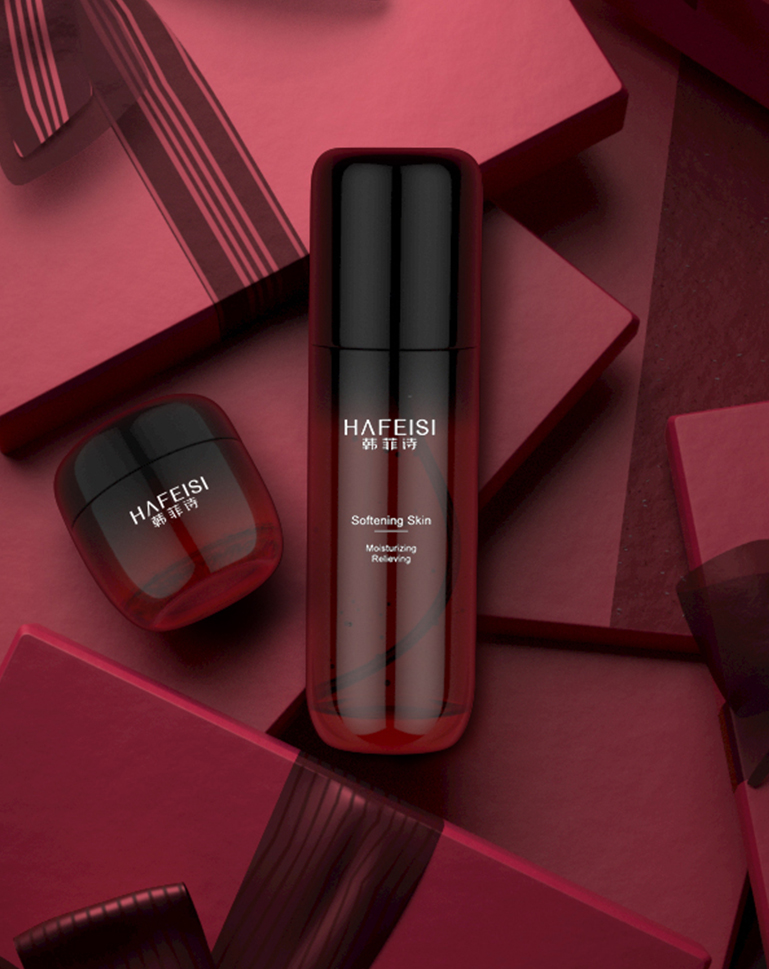 HAFEISI
韩菲诗
Softening Skin
Moisturizing
Relieving
HAFEISI
韩菲诗